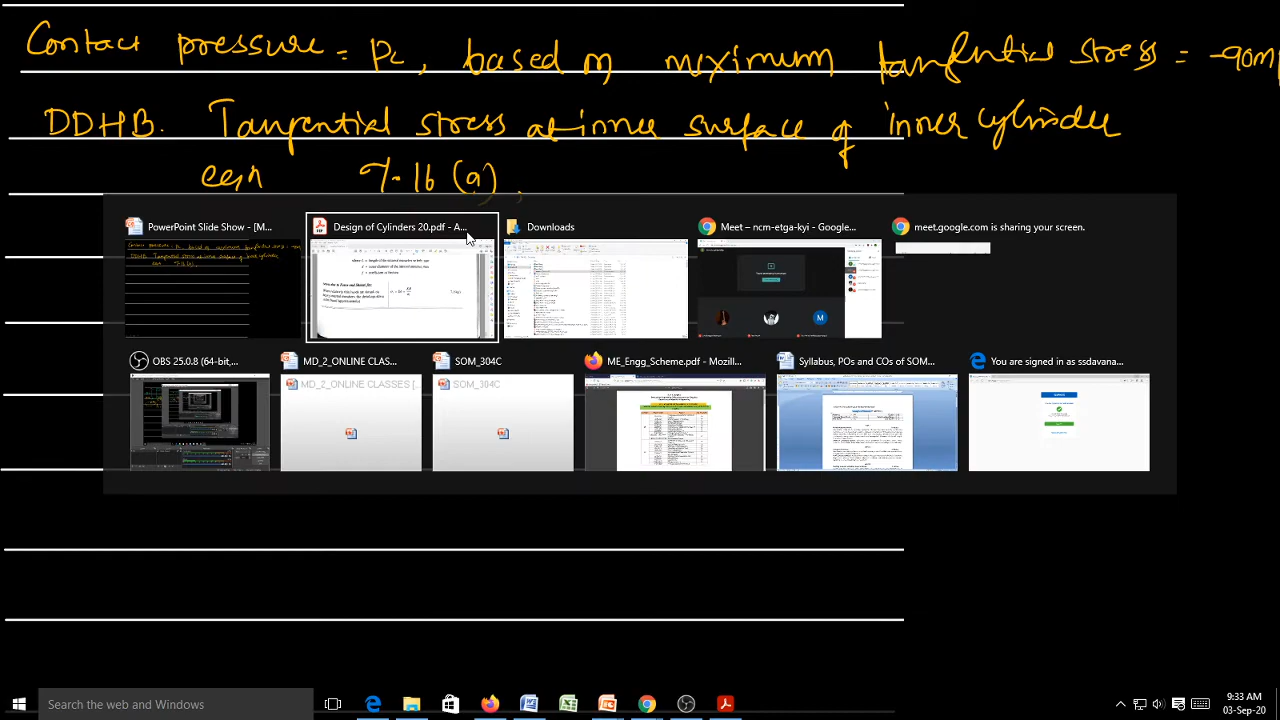 Contact pressure = Pc, based on maximum tangential stress = -90M
DDHB. Tangential stress at inner surface of inner cylinder
eqn 7.16 (a),
PowerPoint Slide Show - [M...
Design of Cylinders 20.pdf - A...
Downloads
Meet – ncm-etga-kyi - Google...
meet.google.com is sharing your screen.
OBS 25.0.8 (64-bit,...
MD_2_ONLINE CLAS...
SOM_304C
ME_Engg_Scheme.pdf - Mozill...
Syllabus, POs and COs of SOM...
You are signed in as ssdavana...
MD_2_ONLINE CLASSES [...
SOM_304C
Search the web and Windows
9:33 AM
03-Sep-20